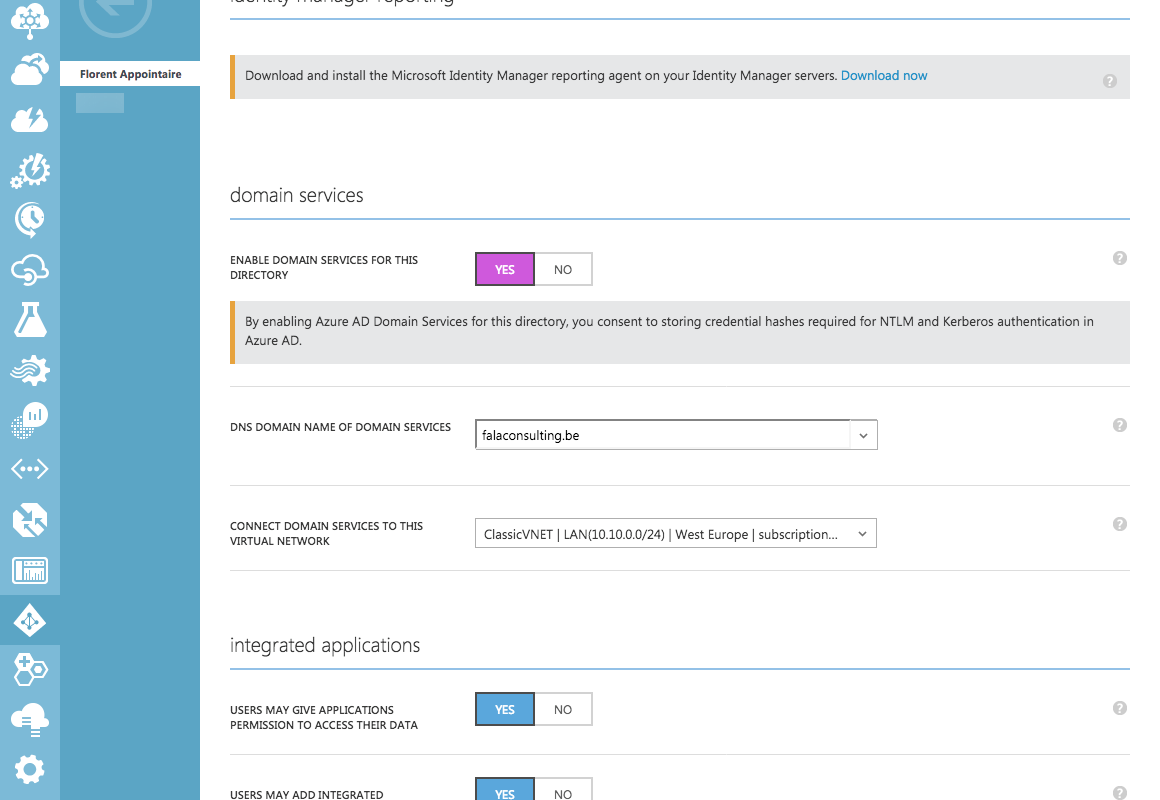 identity manager reporting
Florent Appointaire
Download and install the Microsoft Identity Manager reporting agent on your Identity Manager servers. Download now
?
domain services
ENABLE DOMAIN SERVICES FOR THIS
DIRECTORY
YES NO
?
By enabling Azure AD Domain Services for this directory, you consent to storing credential hashes required for NTLM and Kerberos authentication in
Azure AD.
DNS DOMAIN NAME OF DOMAIN SERVICES
falaconsulting.be
?
CONNECT DOMAIN SERVICES TO THIS
VIRTUAL NETWORK
ClassicVNET | LAN(10.10.0.0/24) | West Europe | subscription...
?
integrated applications
USERS MAY GIVE APPLICATIONS
PERMISSION TO ACCESS THEIR DATA
YES NO
?
USERS MAY ADD INTEGRATED
YES NO
?